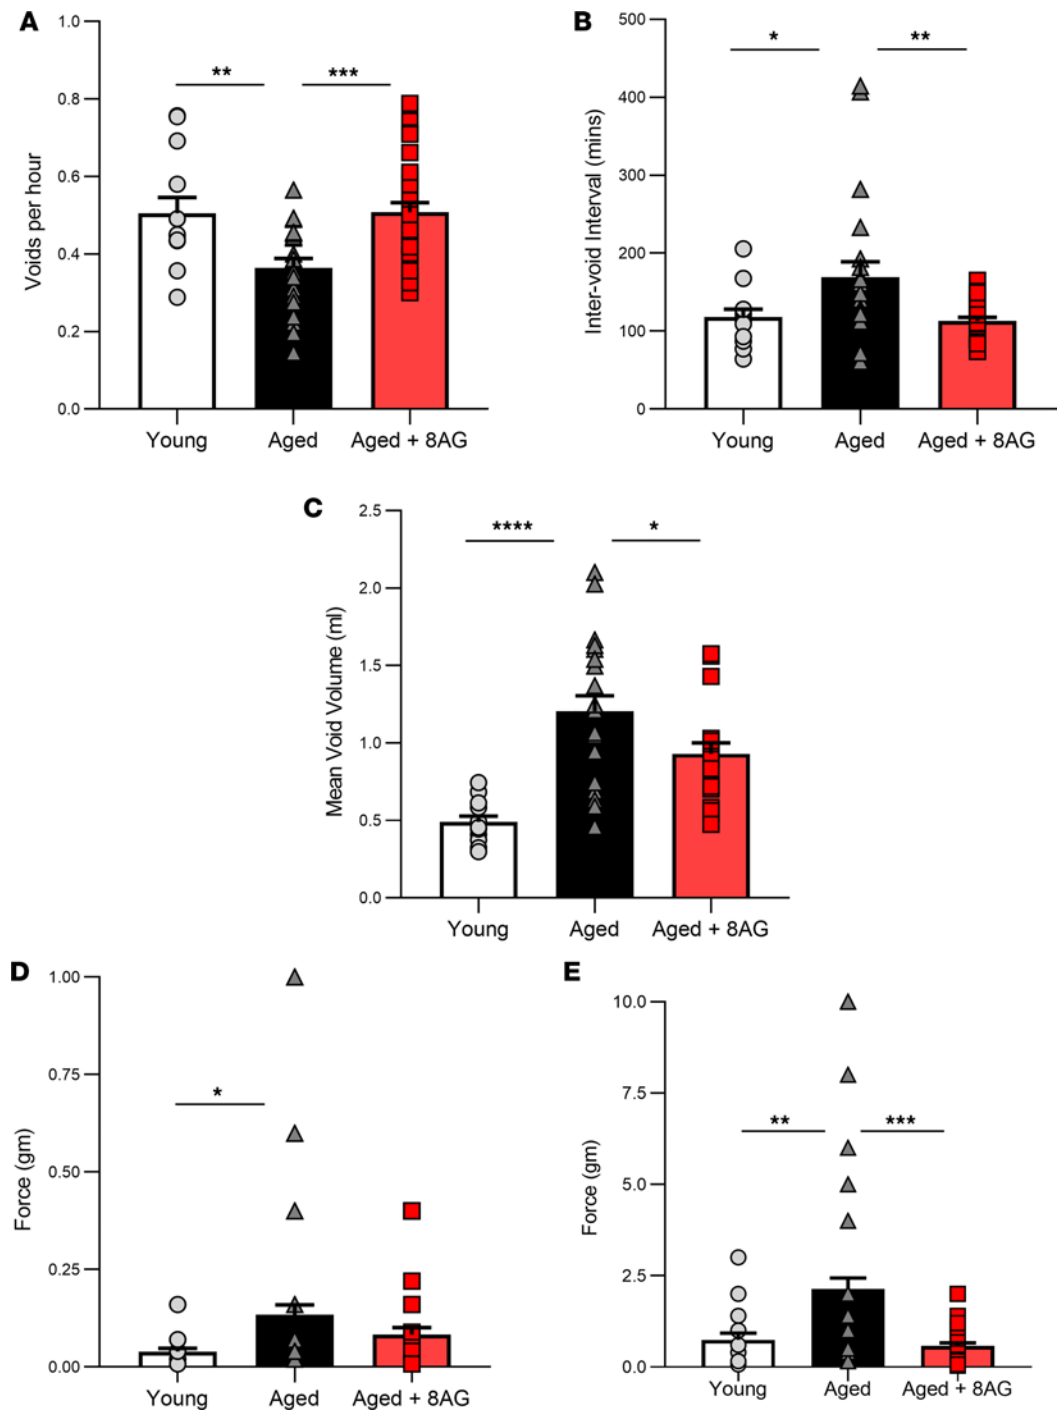 A
Voids per hour
1.0
0.8
0.6
0.4
0.2
0.0
** ***
Young Aged Aged + 8AG
B
Inter-void Interval (mins)
500
400
300
200
100
0
* **
Young Aged Aged + 8AG
C
Mean Void Volume (ml)
2.5
2.0
1.5
1.0
0.5
0.0
**** *
Young Aged Aged + 8AG
D
Force (gm)
1.00
0.75
0.50
0.25
0.00
*
Young Aged Aged + 8AG
E
Force (gm)
10.0
7.5
5.0
2.5
0.0
** ***
Young Aged Aged + 8AG